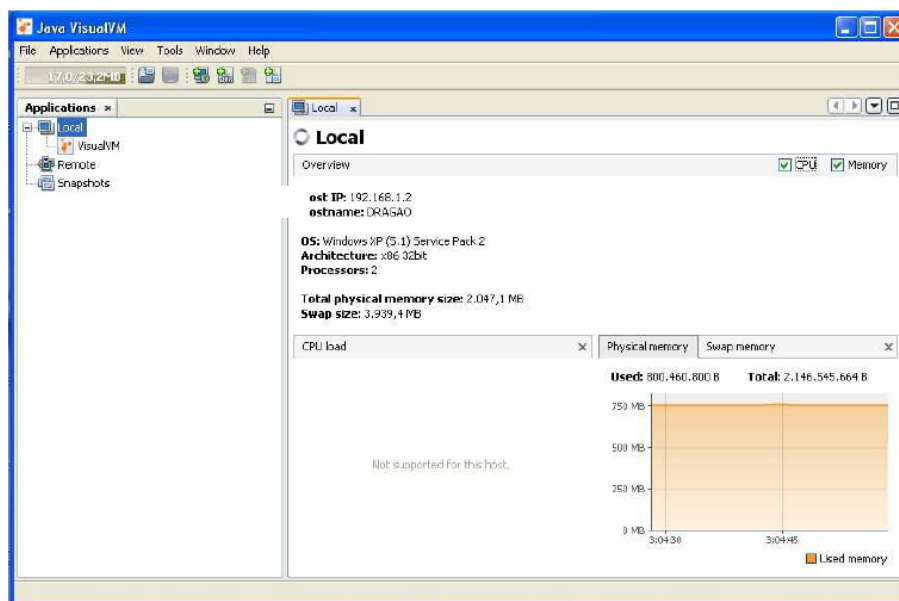 Java VisualVM
File Applications View Tools Window Help
17,0/23,2MB
Applications
Local
VisualVM
Remote
Snapshots
Local
Local
Overview
CPU
Memory
ost IP: 192.168.1.2
ostname: DRAGAO
OS: Windows XP (5.1) Service Pack 2
Architecture: x86 32bit
Processors: 2
Total physical memory size: 2.047,1 MB
Swap size: 3.939,4 MB
CPU load
Not supported for this host.
Physical memory
Swap memory
Used: 800.460.800 B Total: 2.146.545.664 B
750 MB
500 MB
250 MB
0 MB
3:04:30 3:04:45
Used memory